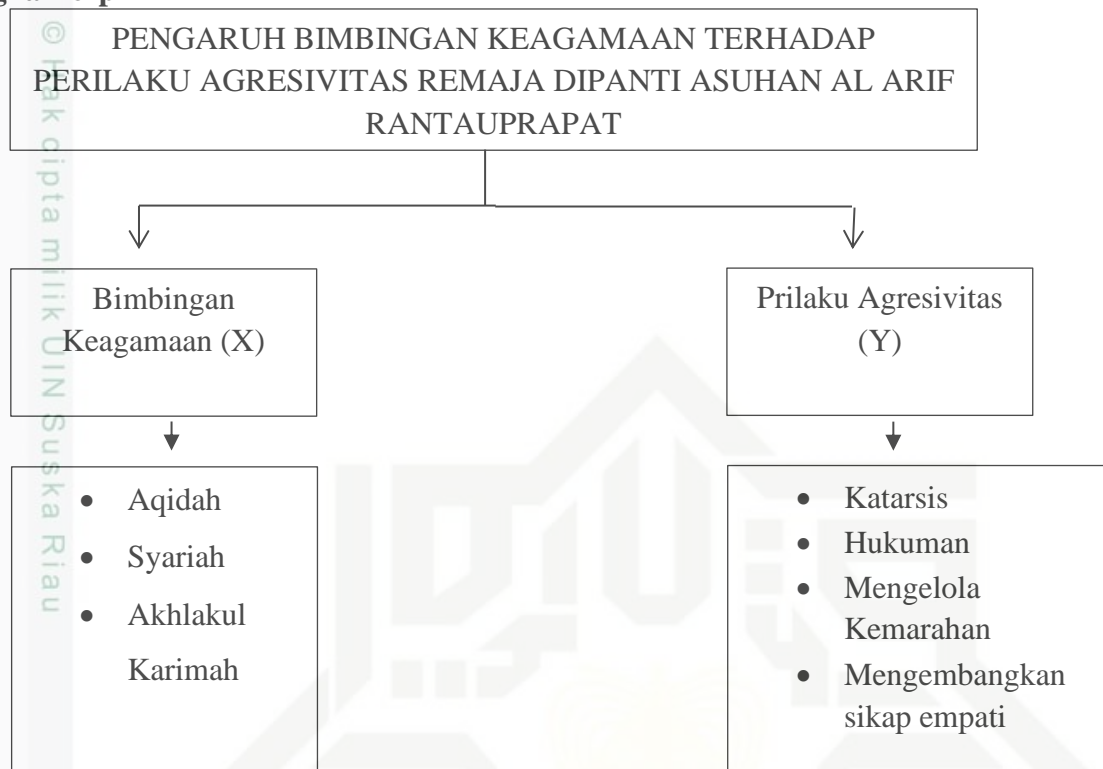 PENGARUH BIMBINGAN KEAGAMAAN TERHADAP
PERILAKU AGRESIVITAS REMAJA DIPANTI ASUHAN AL ARIF
RANTAUPRAPAT
Bimbingan
Keagamaan (X)
Prilaku Agresivitas
(Y)
• Aqidah
• Syariah
• Akhlakul
Karimah
• Katarsis
• Hukuman
• Mengelola
Kemarahan
• Mengembangkan
sikap empati
© Hak cipta milik UIN Suska Riau